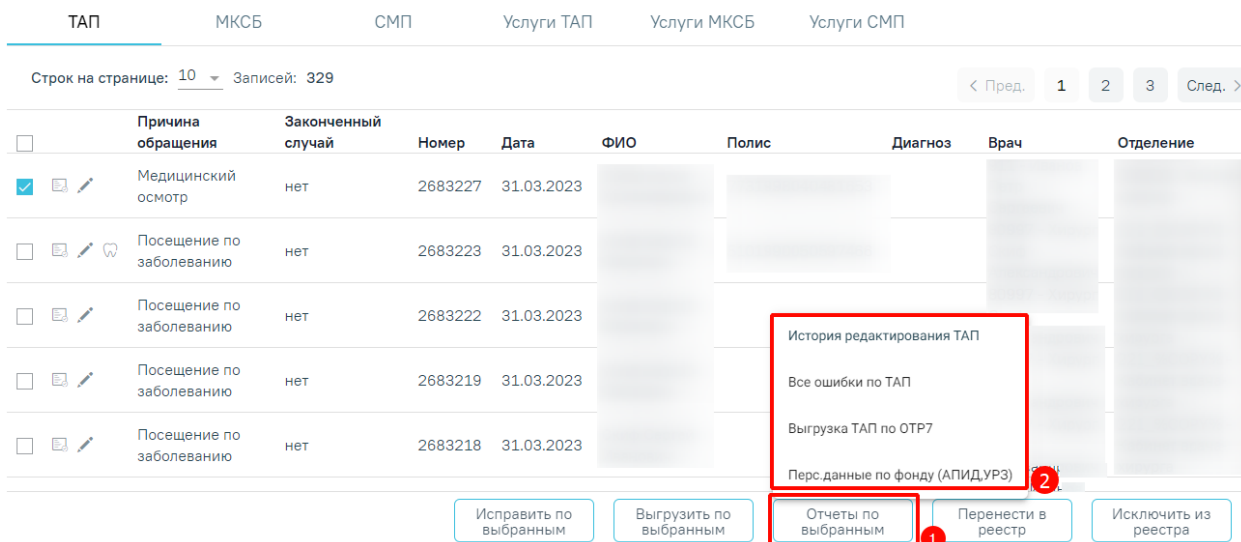 ТАП МКСБ СМП Услуги ТАП Услуги МКСБ Услуги СМП
Строк на странице: 10 Записей: 329 < Пред. 1 2 3 След. >
Причина обращения Законченный случай Номер Дата ФИО Полис Диагноз Врач Отделение
Медицинский осмотр нет 2683227 31.03.2023
Посещение по заболеванию нет 2683223 31.03.2023
Посещение по заболеванию нет 2683222 31.03.2023
История редактирования ТАП
Посещение по заболеванию нет 2683219 31.03.2023
Все ошибки по ТАП
Выгрузка ТАП по ОТР7
Посещение по заболеванию нет 2683218 31.03.2023
Перс.данные по фонду (АПИД,УРЗ) 2
Исправить по выбранным Выгрузить по выбранным Отчеты по выбранным 1 Перенести в реестр Исключить из реестра